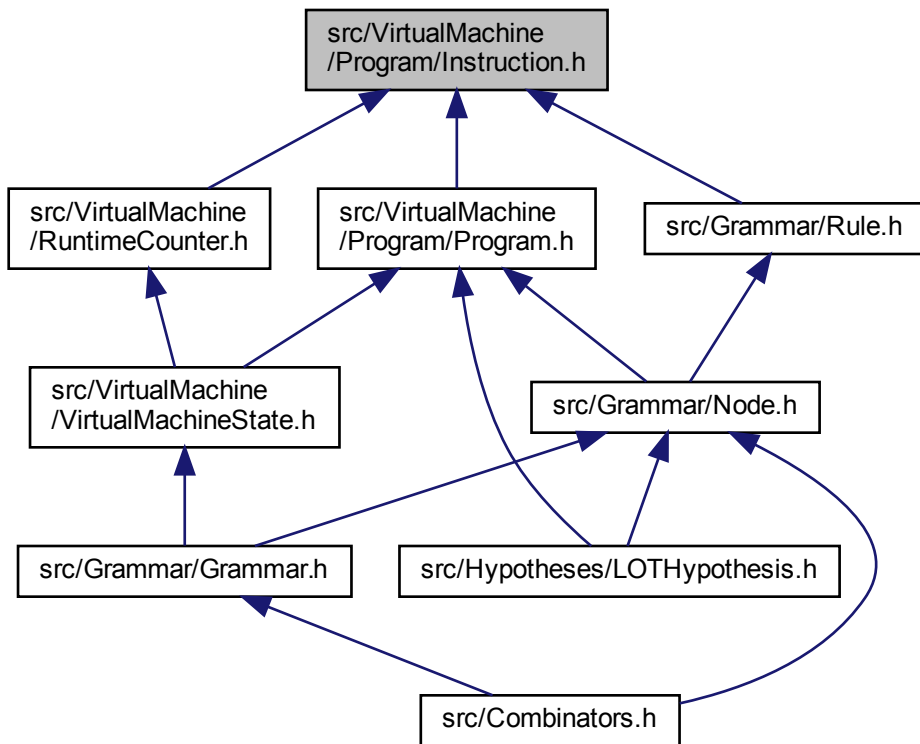 src/VirtualMachine
/Program/Instruction.h
src/VirtualMachine
/RuntimeCounter.h
src/VirtualMachine
/Program/Program.h
src/Grammar/Rule.h
src/VirtualMachine
/VirtualMachineState.h
src/Grammar/Node.h
src/Grammar/Grammar.h
src/Hypotheses/LOTHypothesis.h
src/Combinators.h